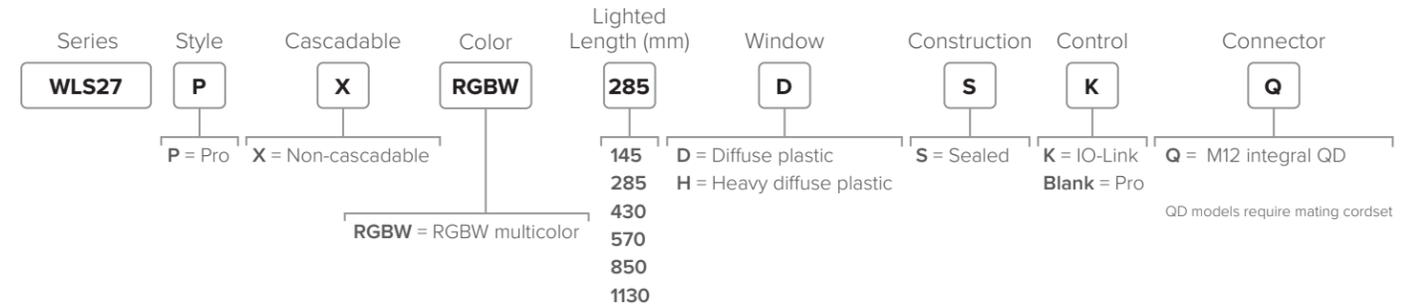 Series Style Cascadable Color Lighted Length (mm) Window Construction Control Connector
WLS27 P X RGBW 285 D S K Q
P = Pro
X = Non-cascadable
RGBW = RGBW multicolor
145
285
430
570
850
1130
D = Diffuse plastic
H = Heavy diffuse plastic
S = Sealed
K = IO-Link
Blank = Pro
Q = M12 integral QD
QD models require mating cordset